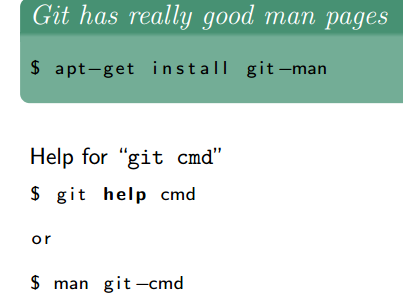 Git has really good man pages
$ apt-get install git-man
Help for “git cmd”
$ git help cmd
or
$ man git-cmd